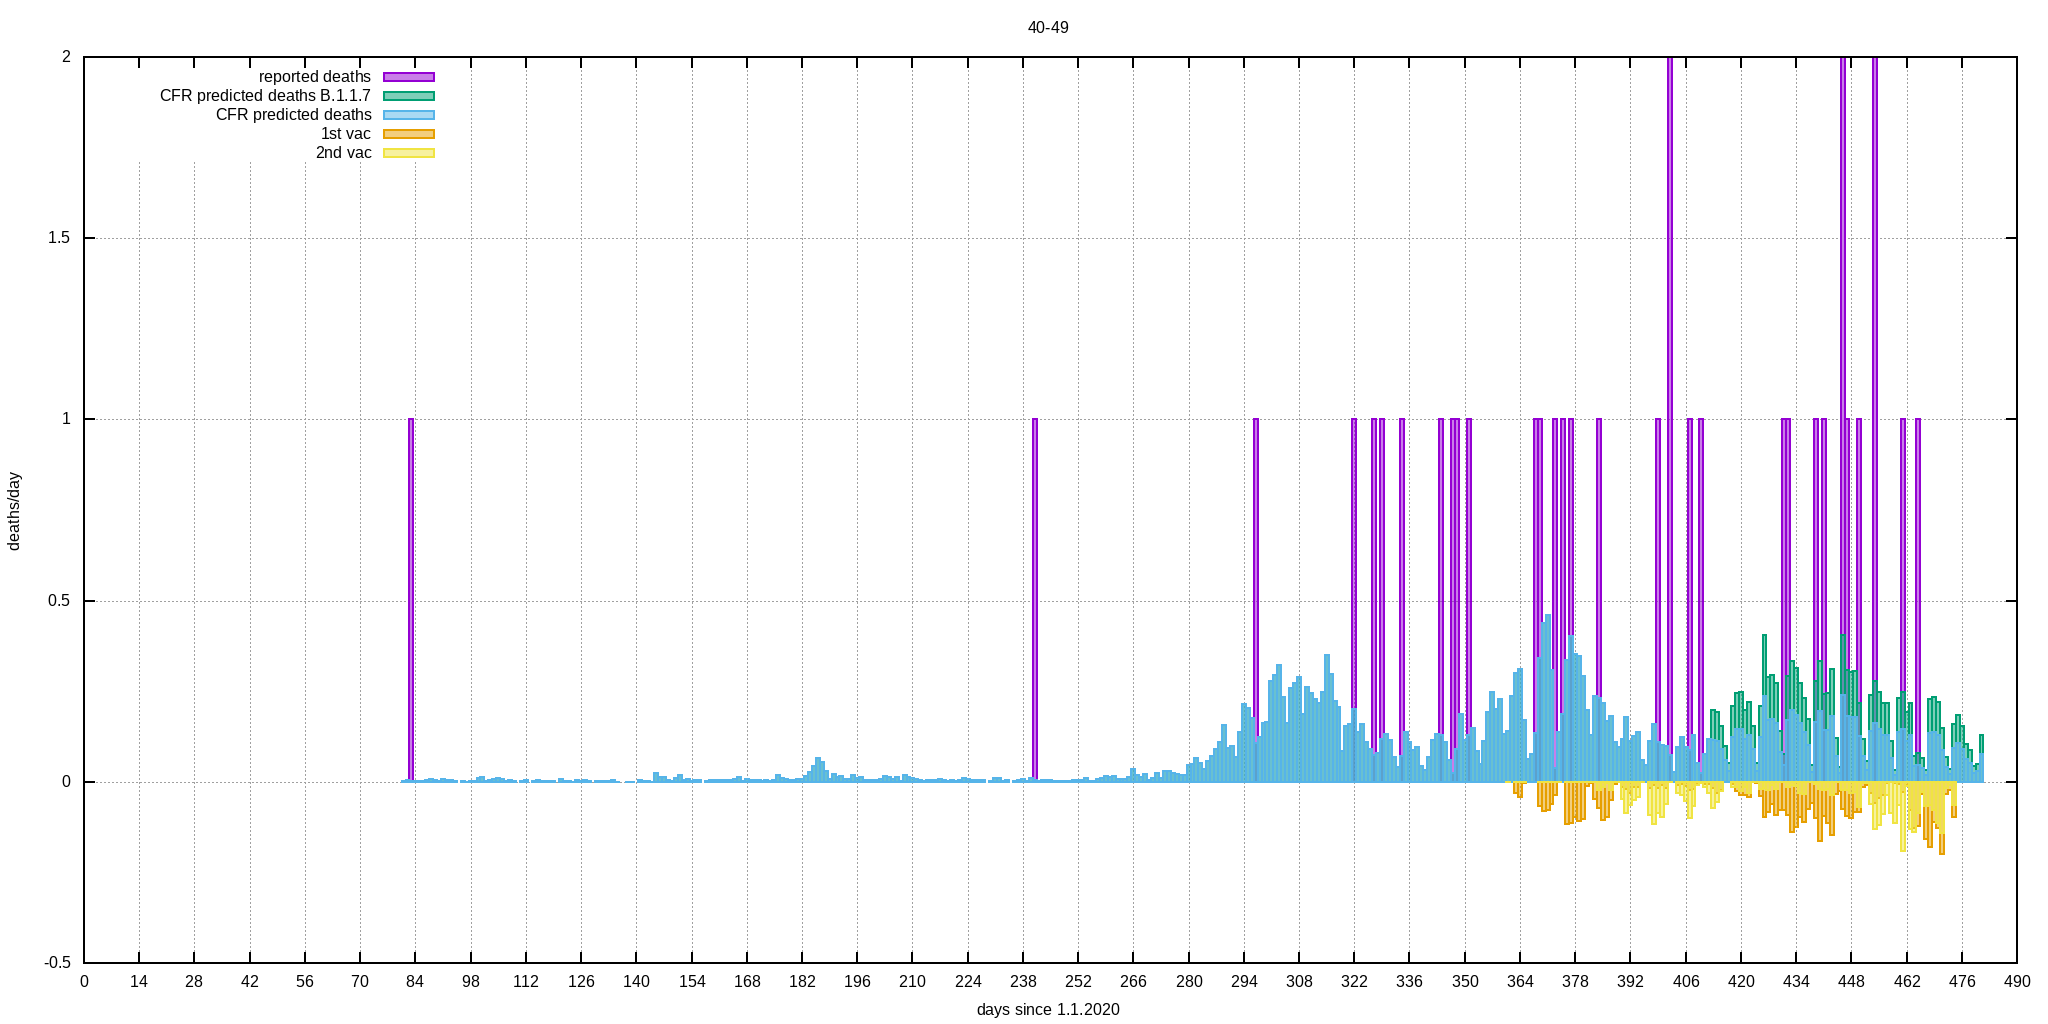 40-49
reported deaths
CFR predicted deaths B.1.1.7
CFR predicted deaths
1st vac
2nd vac
2
1.5
1
0.5
0
-0.5
deaths/day
0 14 28 42 56 70 84 98 112 126 140 154 168 182 196 210 224 238 252 266 280 294 308 322 336 350 364 378 392 406 420 434 448 462 476 490
days since 1.1.2020